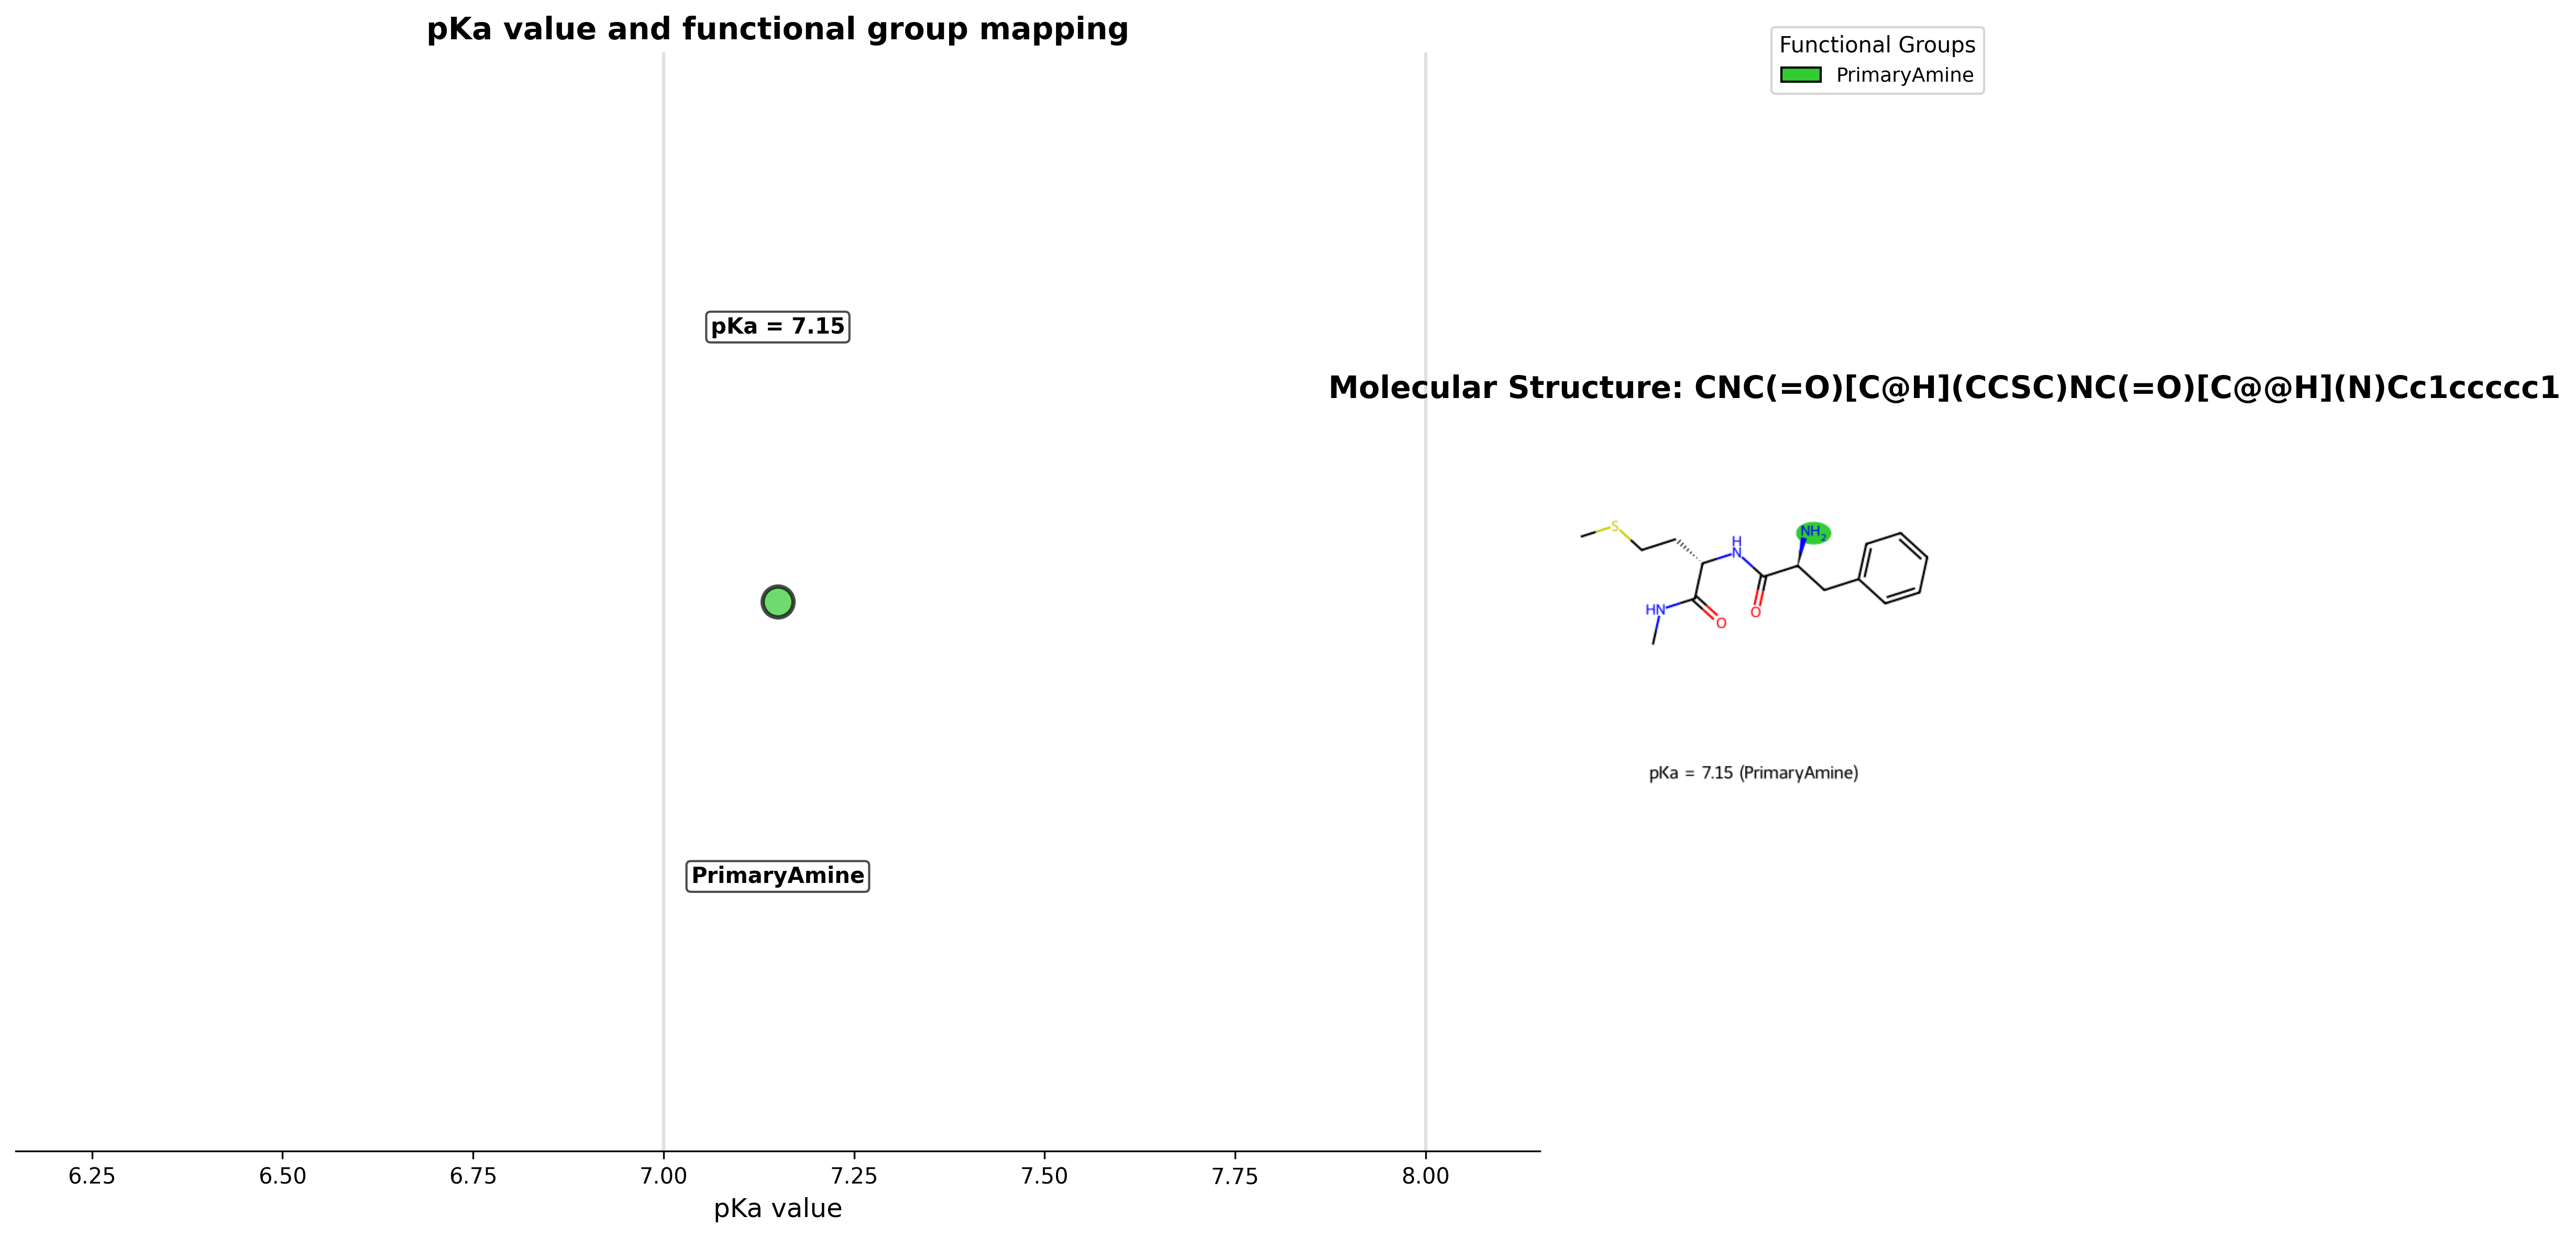 pKa value and functional group mapping
Functional Groups
PrimaryAmine
pKa = 7.15
Molecular Structure: CNC(=O)[C@H](CCSC)NC(=O)[C@@H](N)Cc1ccccc1
S
H
N
NH2
HN
O
O
pKa = 7.15 (PrimaryAmine)
PrimaryAmine
6.25 6.50 6.75 7.00 7.25 7.50 7.75 8.00
pKa value